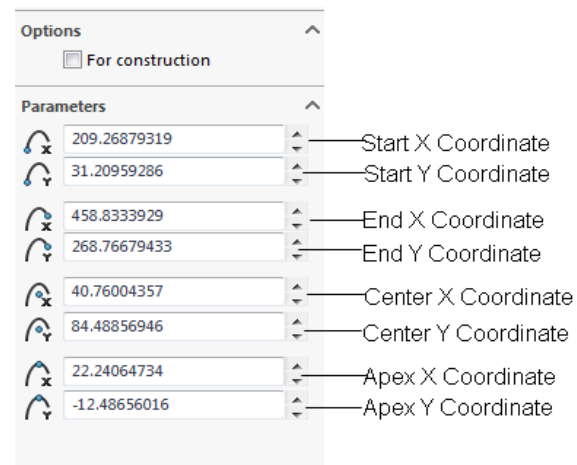 Options
For construction
Parameters
X 209.26879319 Start X Coordinate
Y 31.20959286 Start Y Coordinate
X 458.8333929 End X Coordinate
Y 268.76679433 End Y Coordinate
X 40.76004357 Center X Coordinate
Y 84.48856946 Center Y Coordinate
X 22.24064734 Apex X Coordinate
Y -12.48656016 Apex Y Coordinate